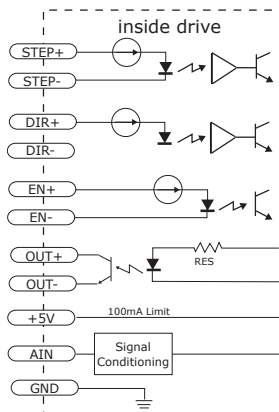 inside drive
STEP+
STEP-
DIR+
DIR-
EN+
EN-
OUT+
RES
OUT-
100mA Limit
+5V
AIN
Signal
Conditioning
GND